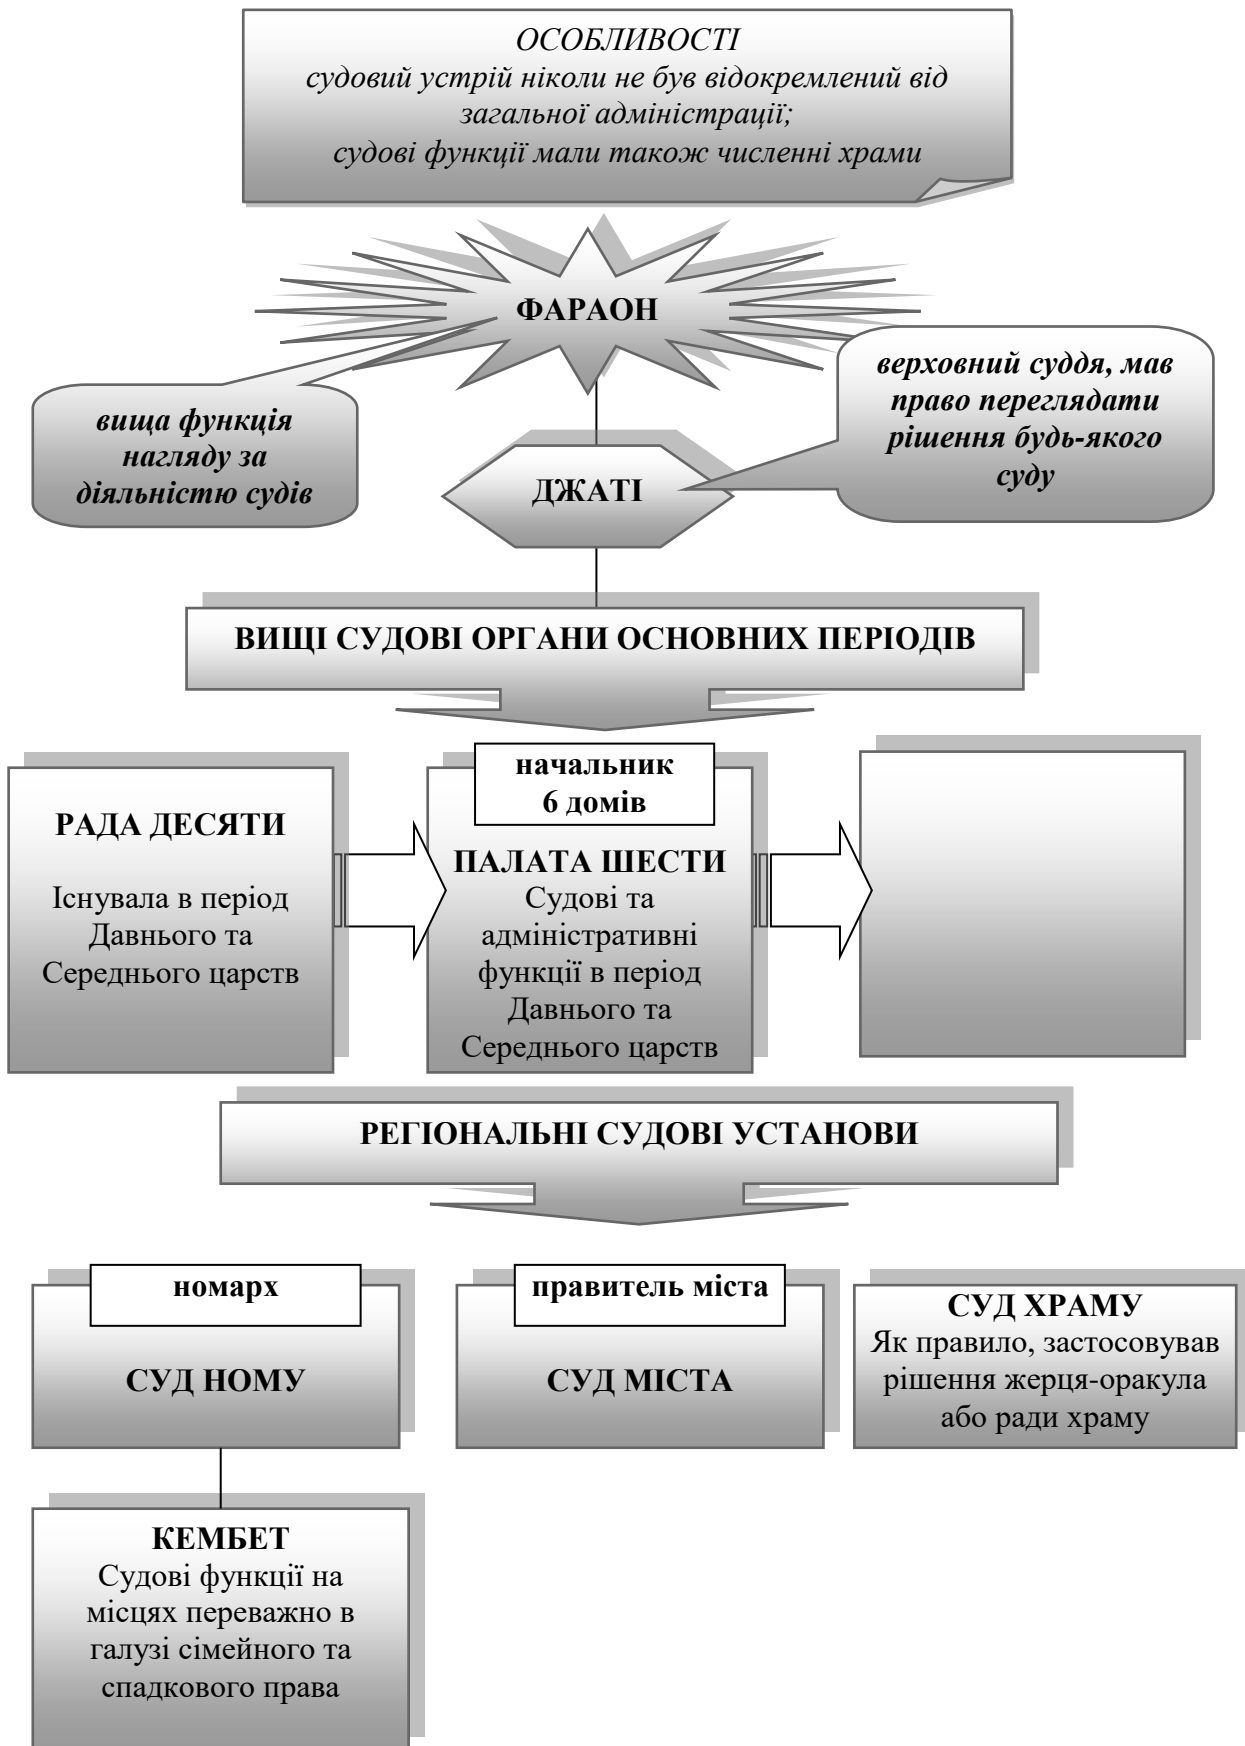 ОСОБЛИВОСТІ
судовий устрій ніколи не був відокремлений від
загальної адміністрації;
судові функції мали також численні храми
ФАРАОН
вища функція
нагляду за
діяльністю судів
верховний суддя, мав
право переглядати
рішення будь-якого
суду
ДЖАТІ
ВИЩІ СУДОВІ ОРГАНИ ОСНОВНИХ ПЕРІОДІВ
РАДА ДЕСЯТИ
Існувала в період
Давнього та
Середнього царств
начальник
6 домів
ПАЛАТА ШЕСТИ
Судові та
адміністративні
функції в період
Давнього та
Середнього царств
РЕГІОНАЛЬНІ СУДОВІ УСТАНОВИ
номарх
СУД НОМУ
правитель міста
СУД МІСТА
СУД ХРАМУ
Як правило, застосовував
рішення жерця-оракула
або ради храму
КЕМБЕТ
Судові функції на
місцях переважно в
галузі сімейного та
спадкового права